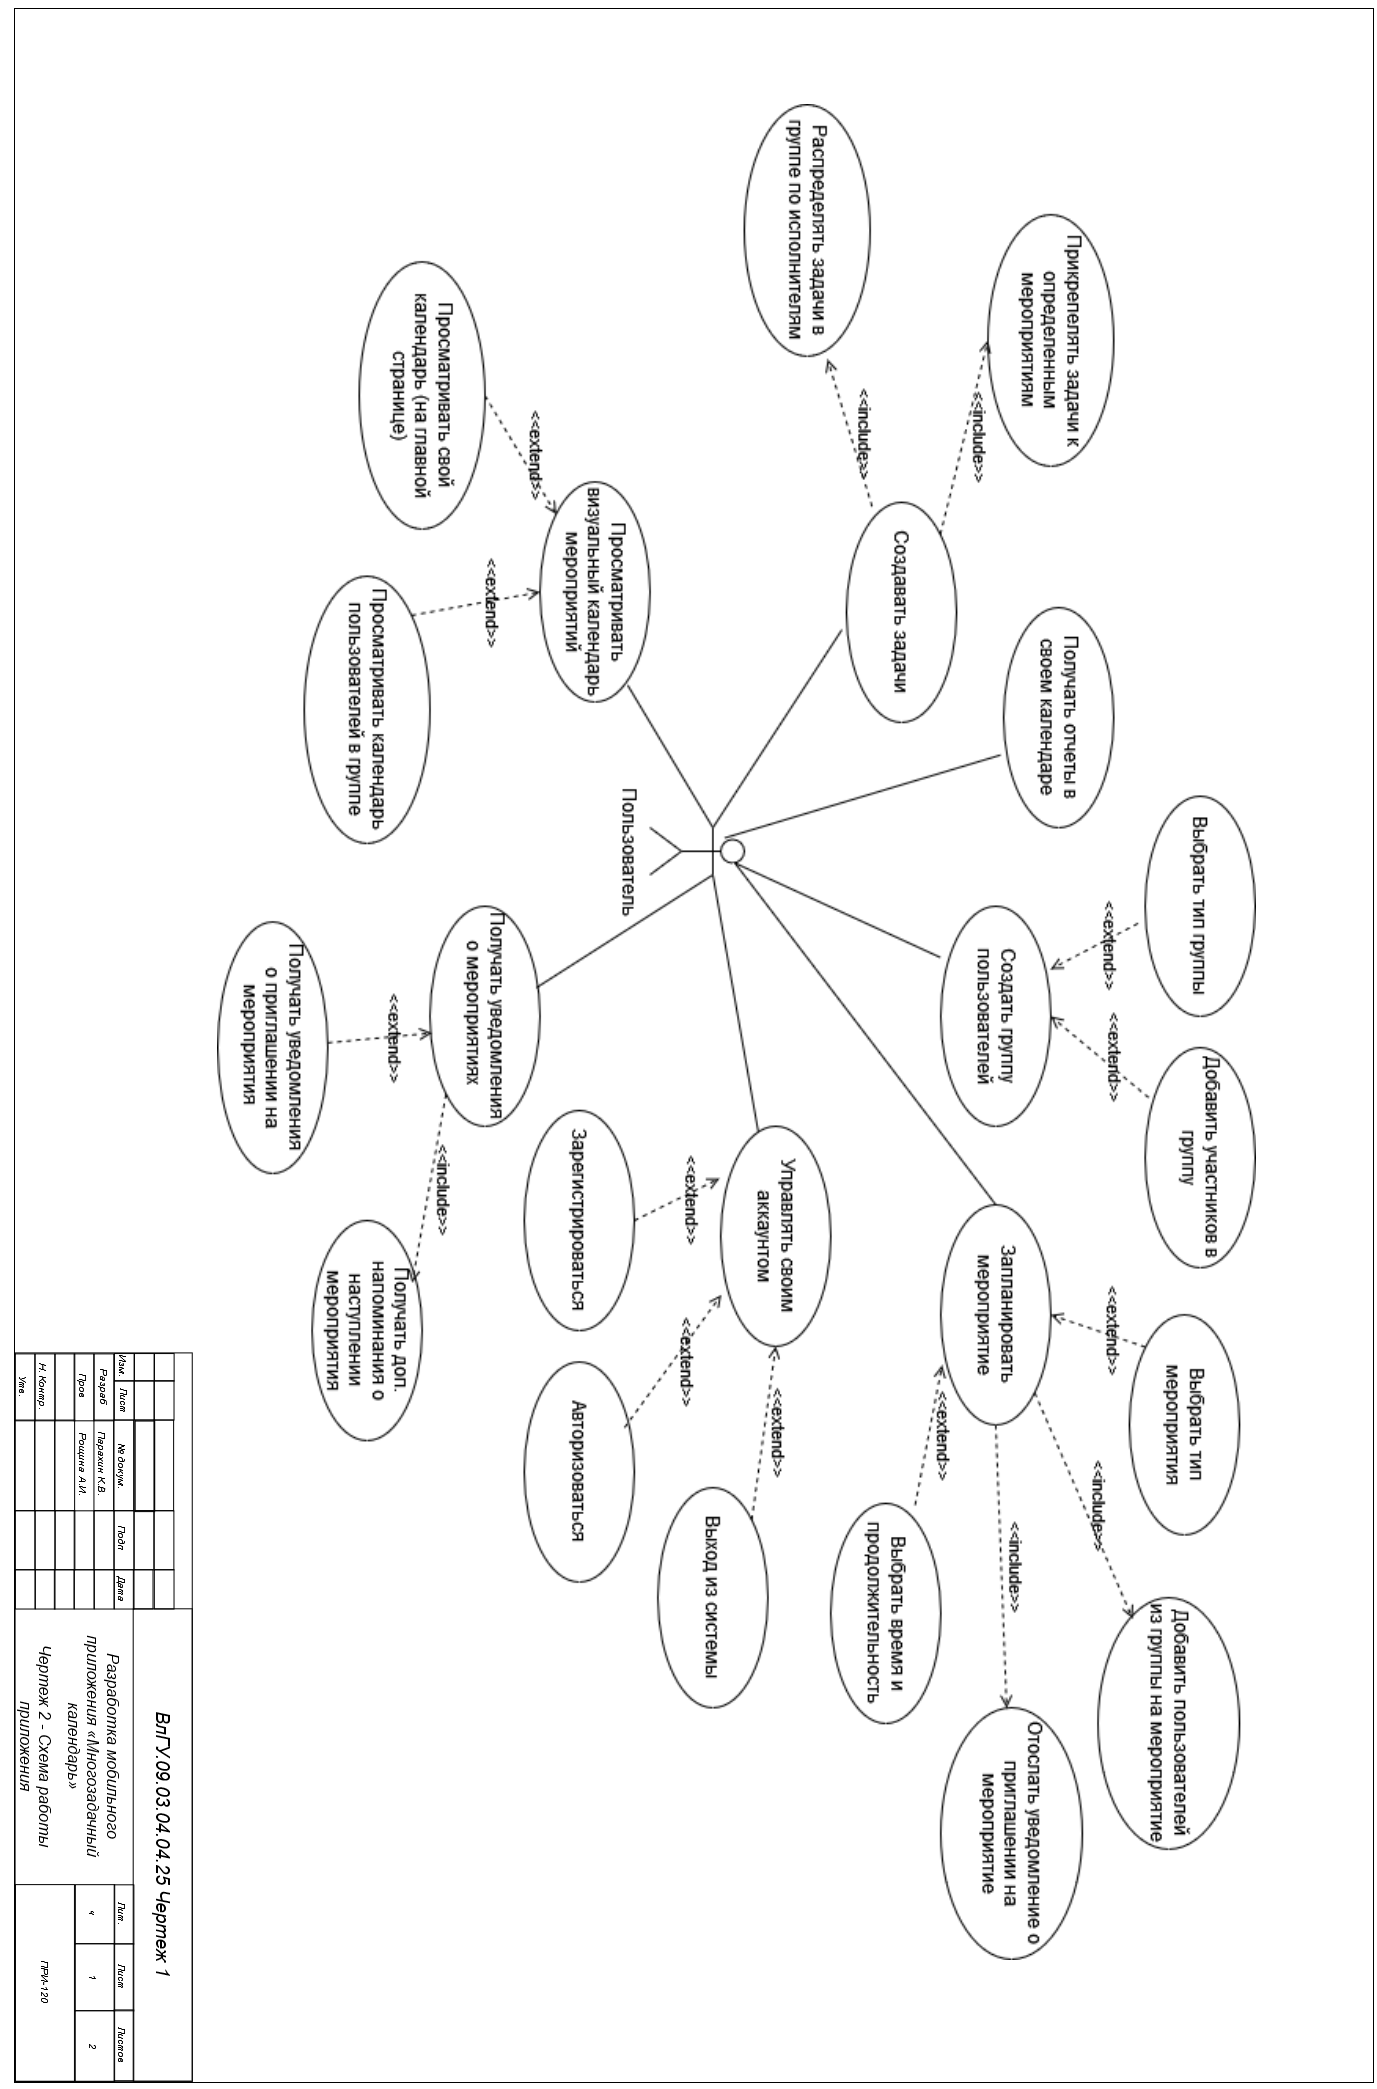 Прикрепелять задачи к
определенным
мероприятиям
Распределять задачи в
группе по исполнителям
<<include>>
<<include>>
Создавать задачи
Получать отчеты в
своем календаре
Выбрать тип группы
Добавить участников в
группу
<<extend>>
<<extend>>
Создать группу
пользователей
Выбрать тип
мероприятия
<<extend>>
Запланировать
мероприятие
<<include>>
Добавить пользователей
из группы на мероприятие
<<include>>
Отослать уведомление о
приглашении на
мероприятие
<<extend>>
Выбрать время и
продолжительность
Просматривать свой
календарь (на главной
странице)
<<extend>>
Просматривать
визуальный календарь
мероприятий
<<extend>>
Просматривать календарь
пользователей в группе
Пользователь
Управлять своим
аккаунтом
<<extend>>
<<extend>>
<<extend>>
Зарегистрироваться
Авторизоваться
Выход из системы
Получать уведомления
о мероприятиях
<<extend>>
<<include>>
Получать уведомления
о приглашении на
мероприятия
Получать доп.
напоминания о
наступлении
мероприятия
ВлГУ.09.03.04.04.25 Чертеж 1
Изм. Лист № докум. Подп Дата
Разраб Парахин К.В.
Пров Рощина А.И.
Н. Контр.
Утв.
Разработка мобильного
приложения «Многозадачный
календарь»
Чертеж 2 - Схема работы
приложения
Лит. Лист Листов
ч 1 2
ПРИ-120